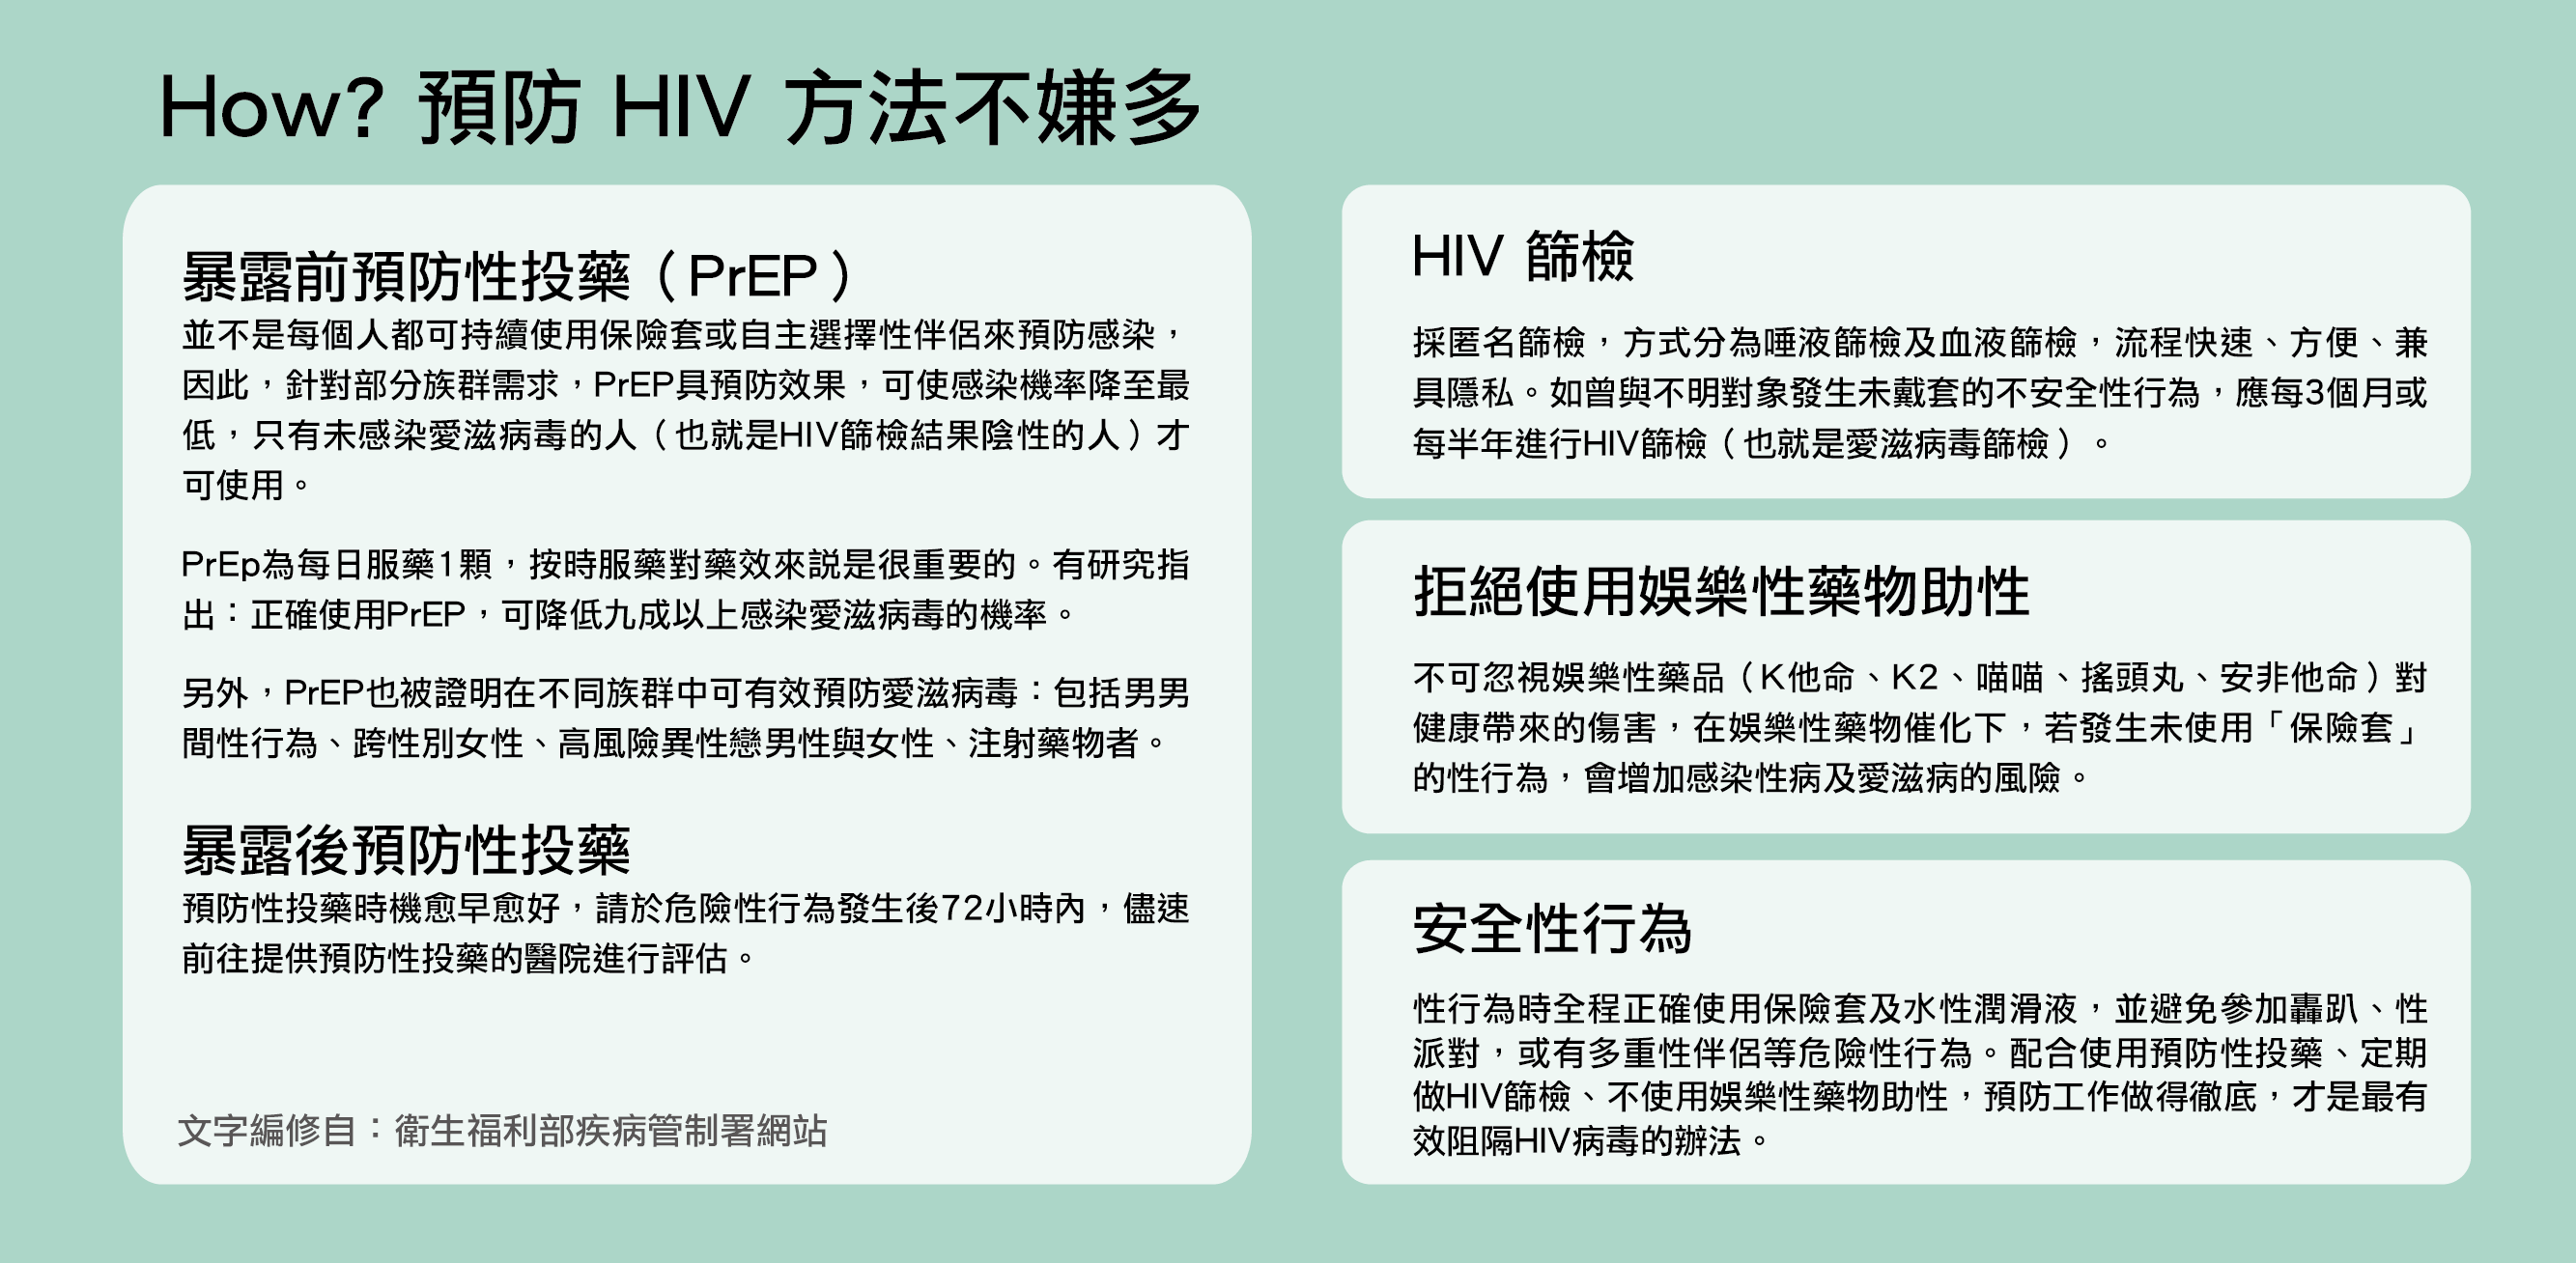 How? 預防 HIV 方法不嫌多
暴露前預防性投藥（PrEP）
並不是每個人都可持續使用保險套或自主選擇性伴侶來預防感染，
因此，針對部分族群需求，PrEP具預防效果，可使感染機率降至最
低，只有未感染愛滋病毒的人（也就是HIV篩檢結果陰性的人）才
可使用。
PrEp為每日服藥1顆，按時服藥對藥效來說是很重要的。有研究指
出：正確使用PrEP，可降低九成以上感染愛滋病毒的機率。
另外，PrEP也被證明在不同族群中可有效預防愛滋病毒：包括男男
間性行為、跨性別女性、高風險異性戀男性與女性、注射藥物者。
暴露後預防性投藥
預防性投藥時機愈早愈好，請於危險性行為發生後72小時內，儘速
前往提供預防性投藥的醫院進行評估。
文字編修自：衛生福利部疾病管制署網站
HIV 篩檢
採匿名篩檢，方式分為唾液篩檢及血液篩檢，流程快速、方便、兼
具隱私。如曾與不明對象發生未戴套的不安全性行為，應每3個月或
每半年進行HIV篩檢（也就是愛滋病毒篩檢）。
拒絕使用娛樂性藥物助性
不可忽視娛樂性藥品（K他命、K2、喵喵、搖頭丸、安非他命）對
健康帶來的傷害，在娛樂性藥物催化下，若發生未使用「保險套」
的性行為，會增加感染性病及愛滋病的風險。
安全性行為
性行為時全程正確使用保險套及水性潤滑液，並避免參加轟趴、性
派對，或有多重性伴侶等危險性行為。配合使用預防性投藥、定期
做HIV篩檢、不使用娛樂性藥物助性，預防工作做得徹底，才是最有
效阻隔HIV病毒的辦法。